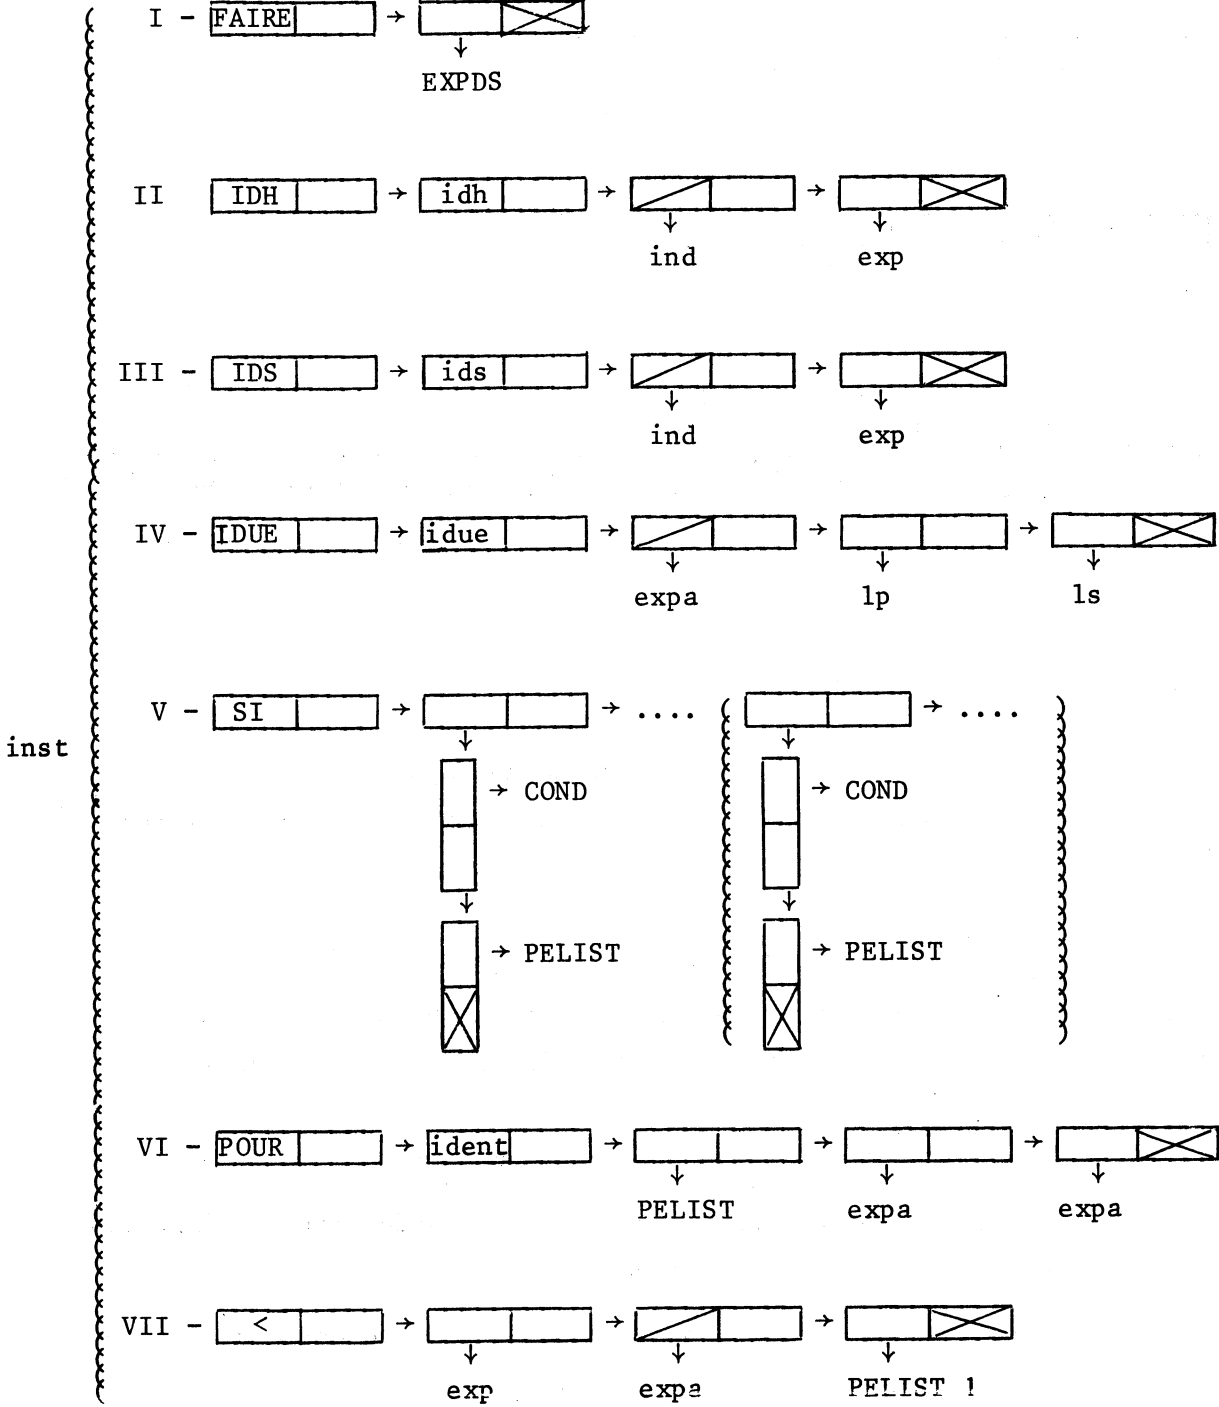 I - FAIRE → →
EXPDS
II IDH → idh → →
ind exp
III - IDS → ids → →
ind exp
IV - IDUE → idue → → →
expa lp ls
V - SI → → .... → ....
inst
→ COND → COND
→ PELIST → PELIST
VI - POUR → ident → → →
PELIST expa expa
VII - < → → →
exp expa PELIST 1